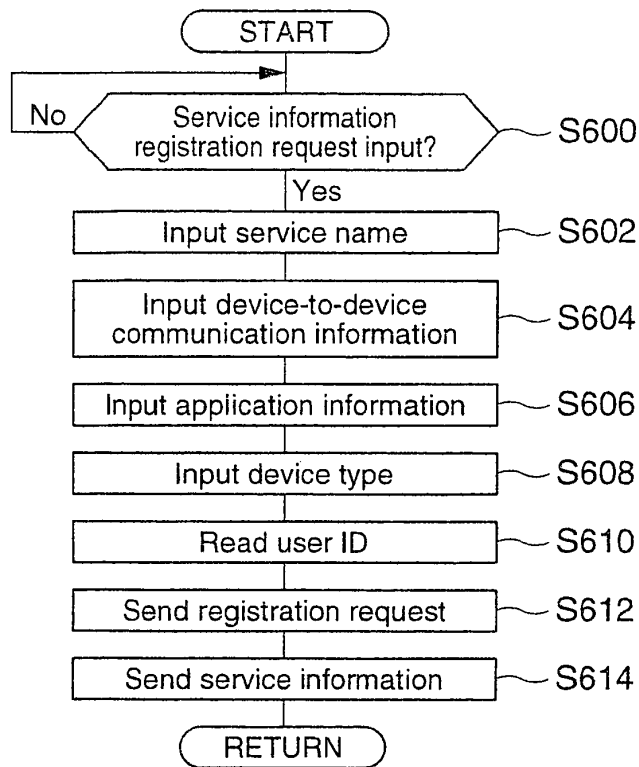 START
No
Service information
registration request input?
S600
Yes
Input service name
S602
Input device-to-device
communication information
S604
Input application information
S606
Input device type
S608
Read user ID
S610
Send registration request
S612
Send service information
S614
RETURN